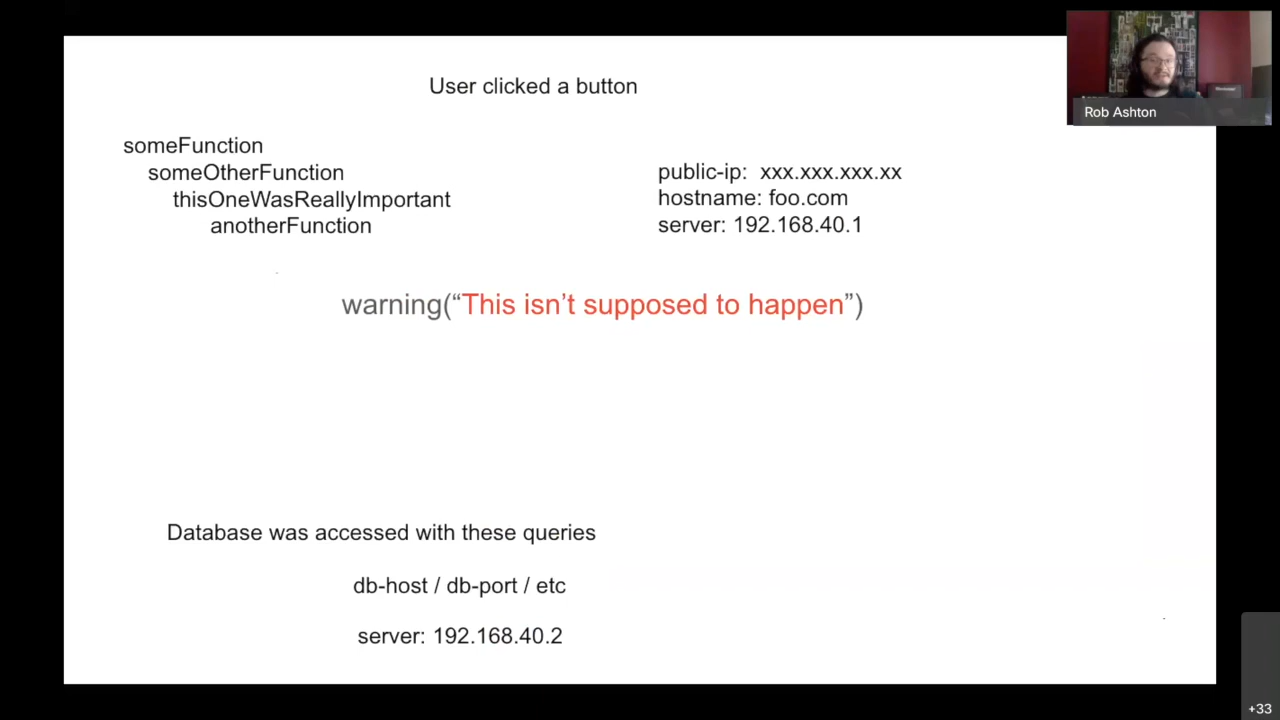 User clicked a button
Rob Ashton
someFunction
someOtherFunction
thisOneWasReallyImportant
anotherFunction
public-ip: xxx.xxx.xxx.xx
hostname: foo.com
server: 192.168.40.1
warning(“This isn’t supposed to happen”)
Database was accessed with these queries
db-host / db-port / etc
server: 192.168.40.2
+33